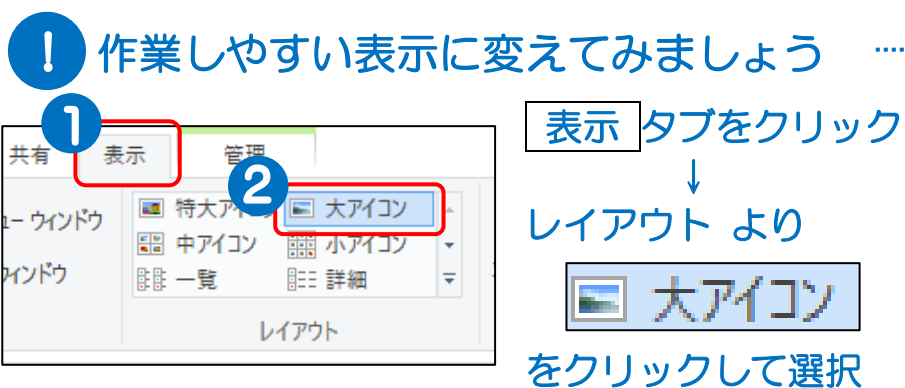 ! 作業しやすい表示に変えてみましょう ····
1
共有 表示 管理
2
ュー ウィンドウ 特大アイコン 大アイコン
中アイコン 小アイコン
ウィンドウ 一覧 詳細
レイアウト
表示 タブをクリック
↓
レイアウト より
大アイコン
をクリックして選択